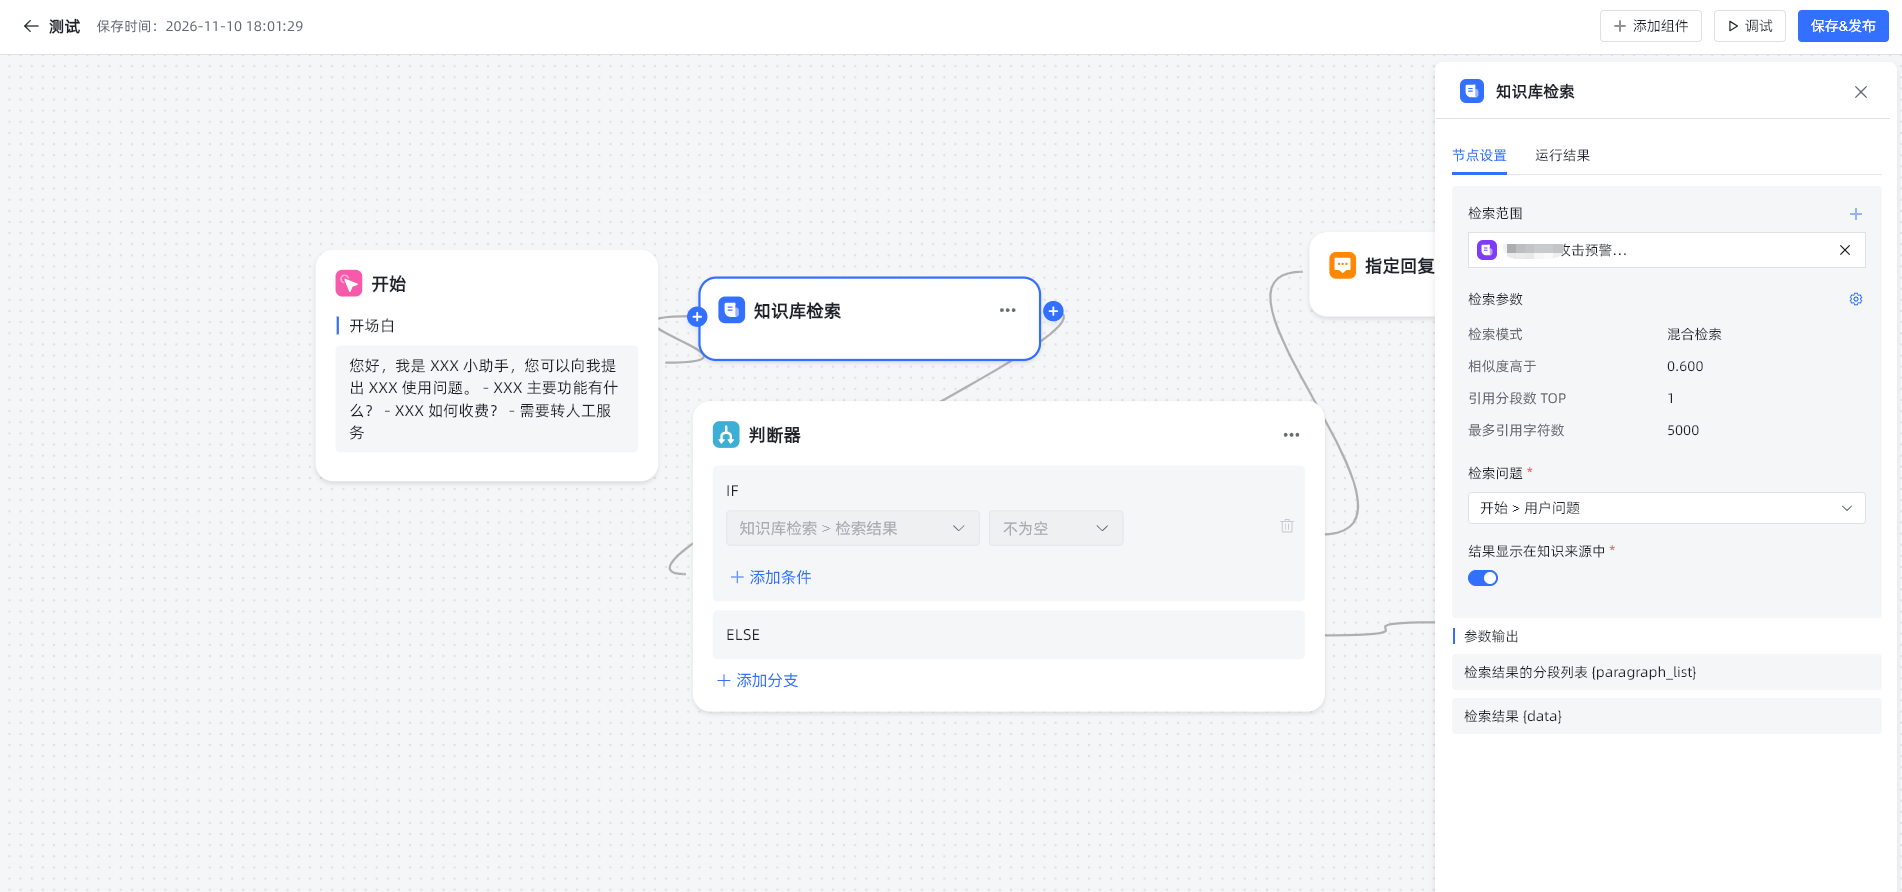 测试 保存时间：2026-11-10 18:01:29
添加组件
调试
保存&发布
开始
开场白
您好，我是 XXX 小助手，您可以向我提
出 XXX 使用问题。 - XXX 主要功能有什
么？ - XXX 如何收费？ - 需要转人工服
务
知识库检索
判断器
IF
知识库检索 > 检索结果
不为空
添加条件
ELSE
添加分支
指定回复
知识库检索
节点设置
运行结果
检索范围
攻击预警...
检索参数
检索模式 混合检索
相似度高于 0.600
引用分段数 TOP 1
最多引用字符数 5000
检索问题 *
开始 > 用户问题
结果显示在知识来源中 *
参数输出
检索结果的分段列表 {paragraph_list}
检索结果 {data}